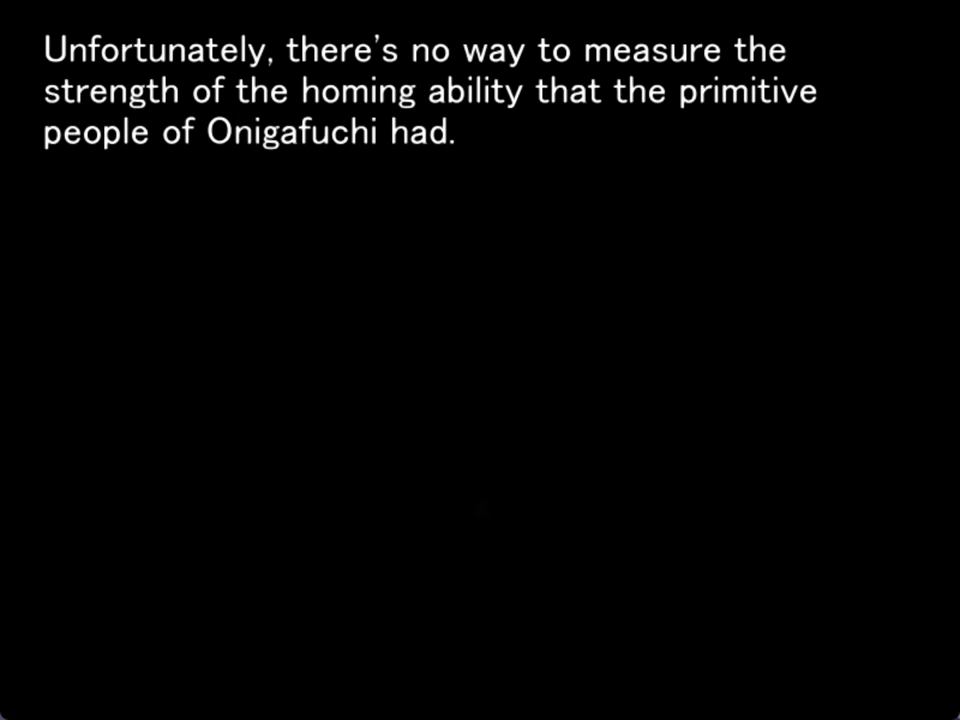 Unfortunately, there's no way to measure the
strength of the homing ability that the primitive
people of Onigafuchi had.